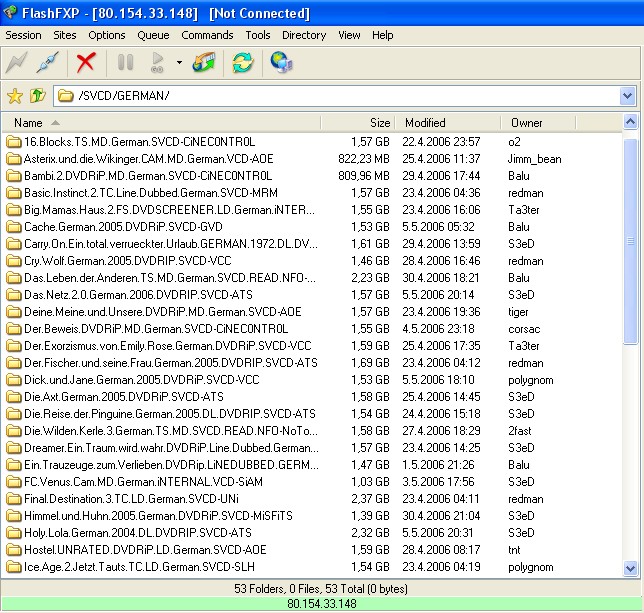 FlashFXP - [80.154.33.148] [Not Connected]
Session Sites Options Queue Commands Tools Directory View Help
/SVCD/GERMAN/
Name Size Modified Owner
16.Blocks.TS.MD.German.SVCD-CiNEC0NTR0L 1,57 GB 22.4.2006 23:57 o2
Asterix.und.die.Wikinger.CAM.MD.German.VCD-AOE 822,23 MB 25.4.2006 11:37 Jimm_bean
Bambi.2.DVDRiP.MD.German.SVCD-CiNEC0NTR0L 809,96 MB 29.4.2006 17:44 Balu
Basic.Instinct.2.TC.Line.Dubbed.German.SVCD-MRM 1,57 GB 23.4.2006 04:36 redman
Big.Mamas.Haus.2.FS.DVDSCREENER.LD.German.iNTER... 1,55 GB 23.4.2006 16:06 Ta3ter
Cache.German.2005.DVDRiP.SVCD-GVD 1,53 GB 5.5.2006 05:32 Balu
Carry.On.Ein.total.verrueckter.Urlaub.GERMAN.1972.DL.DV... 1,61 GB 29.4.2006 13:59 S3eD
Cry.Wolf.German.2005.DVDRIP.SVCD-VCC 1,46 GB 28.4.2006 16:46 redman
Das.Leben.der.Anderen.TS.MD.German.SVCD.READ.NFO-... 2,23 GB 30.4.2006 18:21 Balu
Das.Netz.2.0.German.2006.DVDRIP.SVCD-ATS 1,57 GB 5.5.2006 20:14 S3eD
Deine.Meine.und.Unsere.DVDRiP.MD.German.SVCD-AOE 1,57 GB 23.4.2006 19:36 tiger
Der.Beweis.DVDRiP.MD.German.SVCD-CiNEC0NTR0L 1,55 GB 4.5.2006 23:18 corsac
Der.Exorzismus.von.Emily.Rose.German.DVDRiP.SVCD-VCC 1,59 GB 25.4.2006 17:35 Ta3ter
Der.Fischer.und.seine.Frau.German.2005.DVDRIP.SVCD-ATS 1,69 GB 23.4.2006 04:12 redman
Dick.und.Jane.German.2005.DVDRiP.SVCD-VCC 1,53 GB 5.5.2006 18:10 polygnom
Die.Axt.German.2005.DVDRiP.SVCD-ATS 1,58 GB 25.4.2006 14:45 S3eD
Die.Reise.der.Pinguine.German.2005.DL.DVDRIP.SVCD-ATS 1,54 GB 24.4.2006 15:18 S3eD
Die.Wilden.Kerle.3.German.TS.MD.SVCD.READ.NFO-NoTo... 1,58 GB 27.4.2006 18:29 2fast
Dreamer.Ein.Traum.wird.wahr.DVDRiP.Line.Dubbed.German... 1,57 GB 23.4.2006 14:25 S3eD
Ein.Trauzeuge.zum.Verlieben.DVDRip.LiNEDUBBED.GERM... 1,47 GB 1.5.2006 21:26 Balu
FC.Venus.Cam.MD.German.iNTERNAL.VCD-SiAM 1,03 GB 3.5.2006 17:56 S3eD
Final.Destination.3.TC.LD.German.SVCD-UNi 2,37 GB 23.4.2006 04:11 redman
Himmel.und.Huhn.2005.German.DVDRiP.SVCD-MiSFiTS 1,39 GB 30.4.2006 21:04 S3eD
Holy.Lola.German.2004.DL.DVDRiP.SVCD-ATS 2,32 GB 5.5.2006 20:31 S3eD
Hostel.UNRATED.DVDRiP.LD.German.SVCD-AOE 1,59 GB 28.4.2006 08:17 tnt
Ice.Age.2.Jetzt.Tauts.TC.LD.German.SVCD-SLH 1,54 GB 23.4.2006 04:19 polygnom
53 Folders, 0 Files, 53 Total (0 bytes)
80.154.33.148